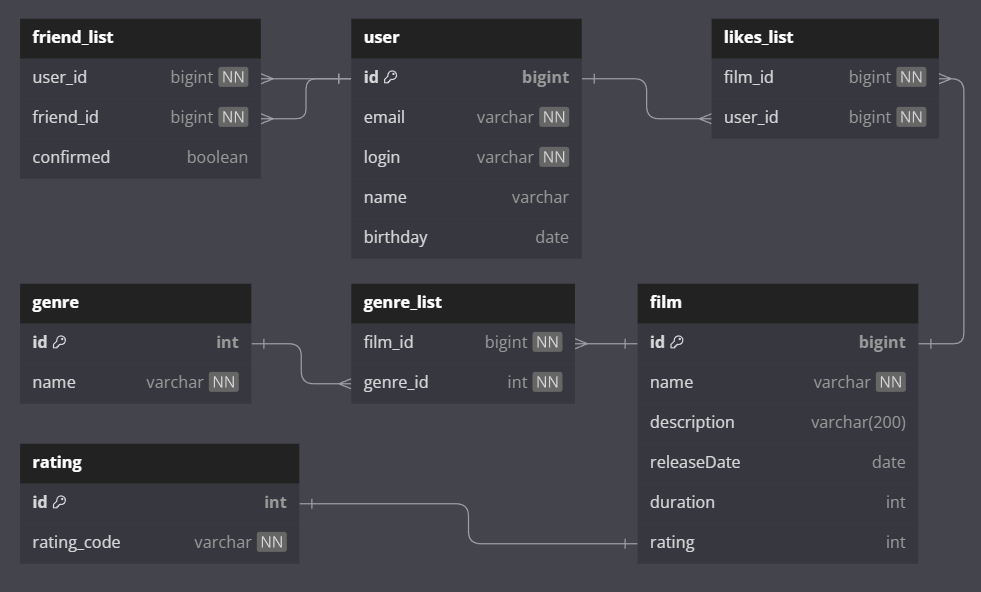 friend_list
user_id bigint NN
friend_id bigint NN
confirmed boolean
user
id bigint
email varchar NN
login varchar NN
name varchar
birthday date
likes_list
film_id bigint NN
user_id bigint NN
genre
id int
name varchar NN
genre_list
film_id bigint NN
genre_id int NN
film
id bigint
name varchar NN
description varchar(200)
releaseDate date
duration int
rating int
rating
id int
rating_code varchar NN